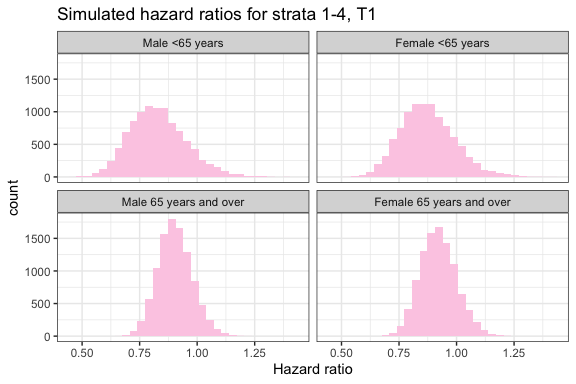 Simulated hazard ratios for strata 1-4, T1
Male <65 years
Female <65 years
1500
1000
500
0
Male 65 years and over
Female 65 years and over
1500
1000
500
0
count
0.50 0.75 1.00 1.25
0.50 0.75 1.00 1.25
Hazard ratio